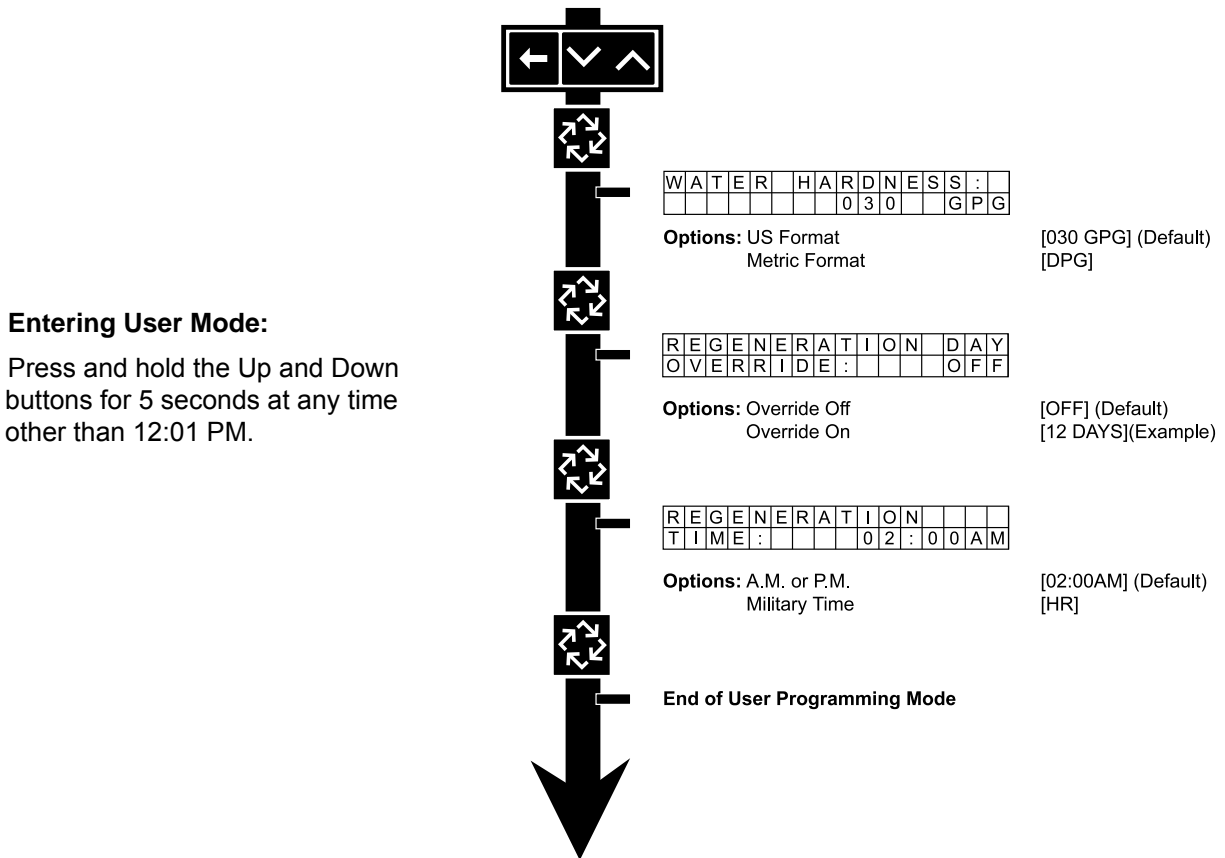 WATER HARDNESS:
030 GPG
Options: US Format [030 GPG] (Default)
Metric Format [DPG]
Entering User Mode:
Press and hold the Up and Down
buttons for 5 seconds at any time
other than 12:01 PM.
REGENERATION DAY
OVERRIDE: OFF
Options: Override Off [OFF] (Default)
Override On [12 DAYS](Example)
REGENERATION
TIME: 02:00AM
Options: A.M. or P.M. [02:00AM] (Default)
Military Time [HR]
End of User Programming Mode